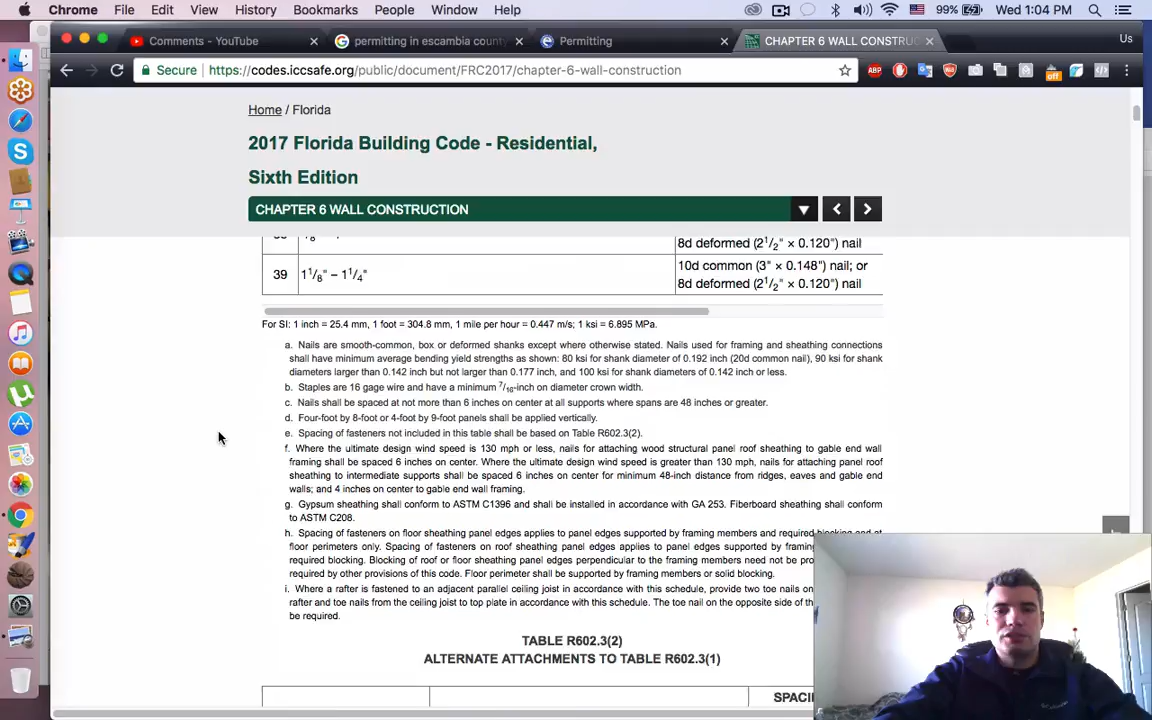 Chrome File Edit View History Bookmarks People Window Help 99% Wed 1:04 PM
Comments - YouTube permitting in escambia county Permitting CHAPTER 6 WALL CONSTRUC Us
Secure https://codes.iccsafe.org/public/document/FRC2017/chapter-6-wall-construction ABP off
Home / Florida
2017 Florida Building Code - Residential,
Sixth Edition
CHAPTER 6 WALL CONSTRUCTION
8d deformed (2 1/2" × 0.120") nail
39 1 1/8" – 1 1/4" 10d common (3" × 0.148") nail; or
8d deformed (2 1/2" × 0.120") nail
For SI: 1 inch = 25.4 mm, 1 foot = 304.8 mm, 1 mile per hour = 0.447 m/s; 1 ksi = 6.895 MPa.
a. Nails are smooth-common, box or deformed shanks except where otherwise stated. Nails used for framing and sheathing connections
shall have minimum average bending yield strengths as shown: 80 ksi for shank diameter of 0.192 inch (20d common nail), 90 ksi for shank
diameters larger than 0.142 inch but not larger than 0.177 inch, and 100 ksi for shank diameters of 0.142 inch or less.
b. Staples are 16 gage wire and have a minimum 7/16-inch on diameter crown width.
c. Nails shall be spaced at not more than 6 inches on center at all supports where spans are 48 inches or greater.
d. Four-foot by 8-foot or 4-foot by 9-foot panels shall be applied vertically.
e. Spacing of fasteners not included in this table shall be based on Table R602.3(2).
f. Where the ultimate design wind speed is 130 mph or less, nails for attaching wood structural panel roof sheathing to gable end wall
framing shall be spaced 6 inches on center. Where the ultimate design wind speed is greater than 130 mph, nails for attaching panel roof
sheathing to intermediate supports shall be spaced 6 inches on center for minimum 48-inch distance from ridges, eaves and gable end
walls; and 4 inches on center to gable end wall framing.
g. Gypsum sheathing shall conform to ASTM C1396 and shall be installed in accordance with GA 253. Fiberboard sheathing shall conform
to ASTM C208.
h. Spacing of fasteners on floor sheathing panel edges applies to panel edges supported by framing members and required blocking and at
floor perimeters only. Spacing of fasteners on roof sheathing panel edges applies to panel edges supported by framing
required blocking. Blocking of roof or floor sheathing panel edges perpendicular to the framing members need not be
required by other provisions of this code. Floor perimeter shall be supported by framing members or solid blocking.
i. Where a rafter is fastened to an adjacent parallel ceiling joist in accordance with this schedule, provide two toe nails on
rafter and toe nails from the ceiling joist to top plate in accordance with this schedule. The toe nail on the opposite side of the
be required.
TABLE R602.3(2)
ALTERNATE ATTACHMENTS TO TABLE R602.3(1)